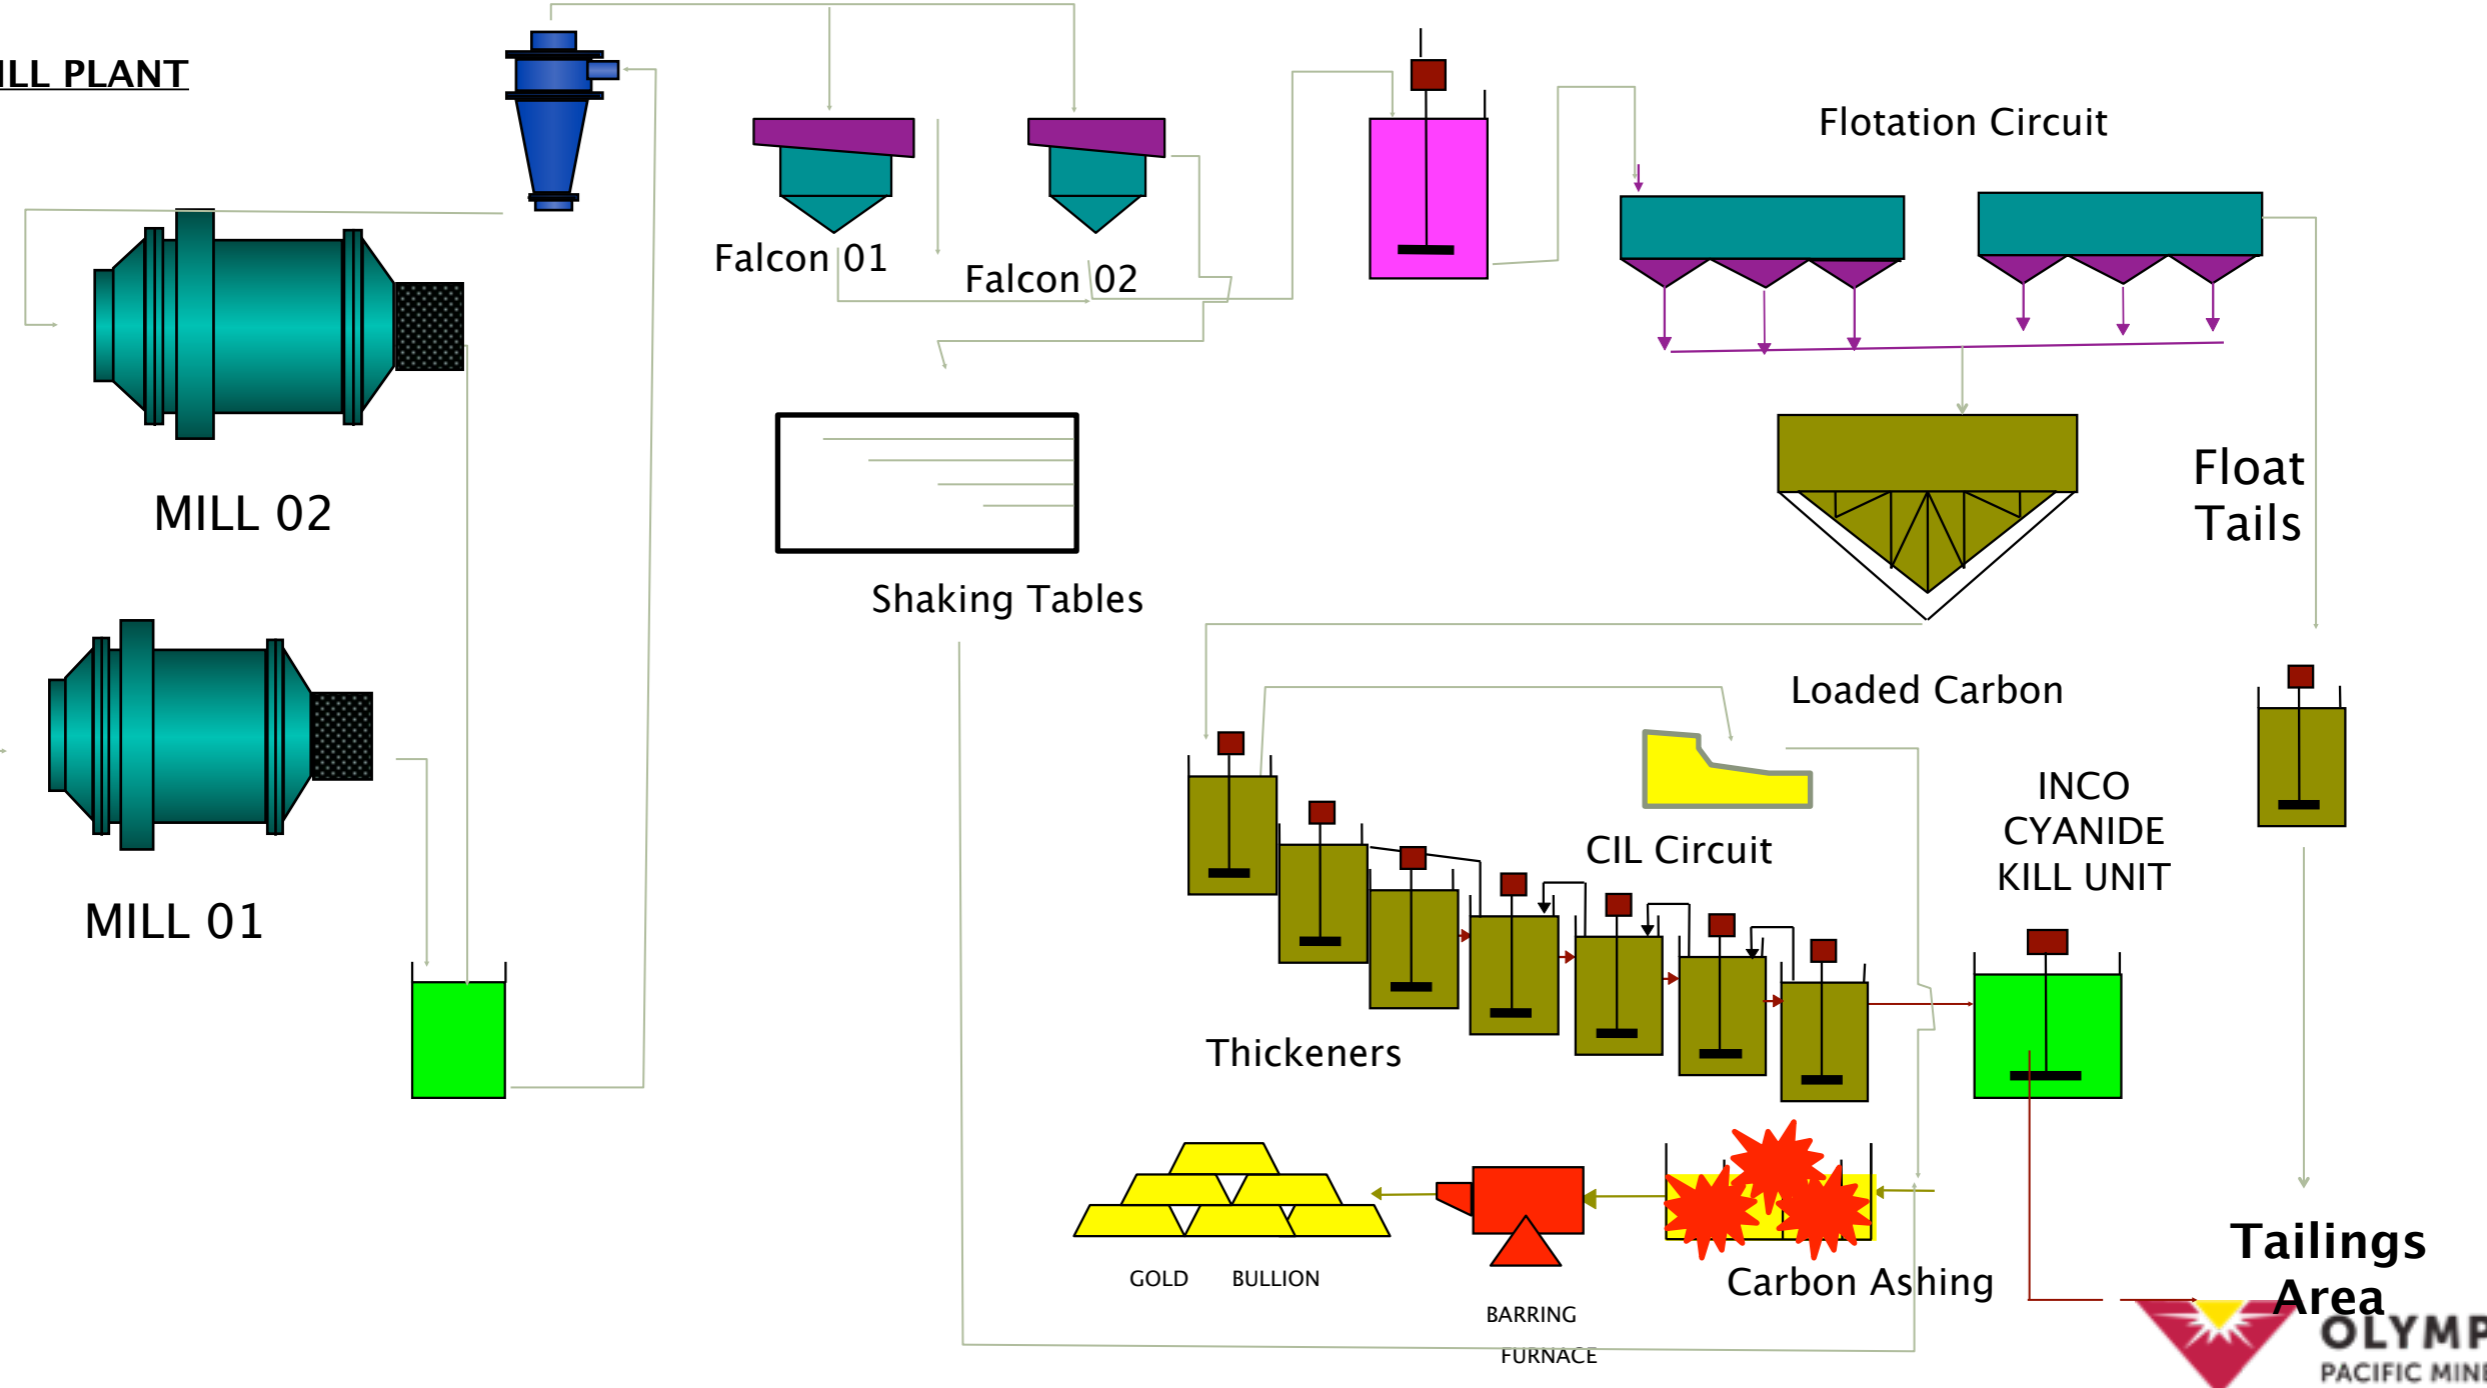 ILL PLANT
Flotation Circuit
Falcon 01
Falcon 02
MILL 02
Float
Tails
Shaking Tables
Loaded Carbon
INCO
CYANIDE
KILL UNIT
CIL Circuit
MILL 01
Thickeners
GOLD BULLION
Carbon Ashing
BARRING
FURNACE
Tailings
Area
OLYMP
PACIFIC MINE